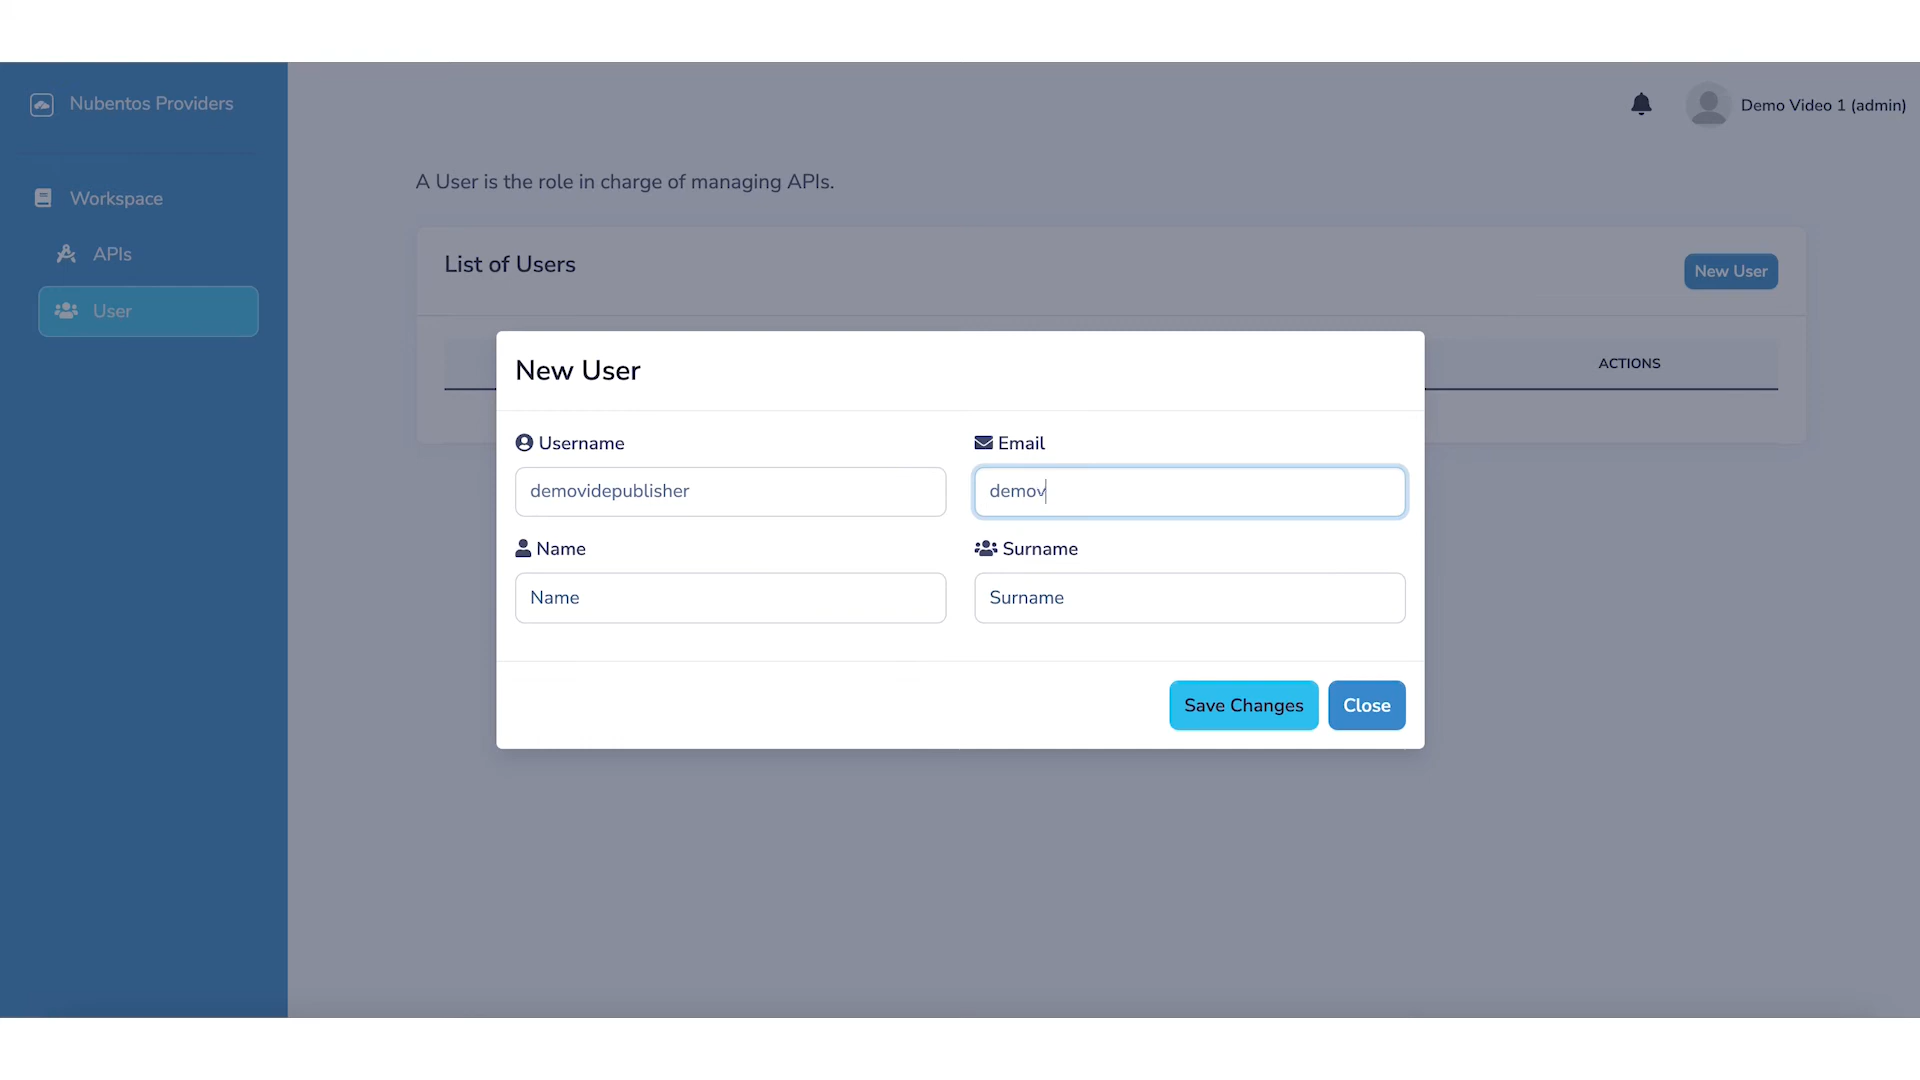 Nubentos Providers
Demo Video 1 (admin)
Workspace
APIs
User
A User is the role in charge of managing APIs.
List of Users
New User
ACTIONS
New User
Username
Email
demovidepublisher
demov
Name
Surname
Name
Surname
Save Changes
Close